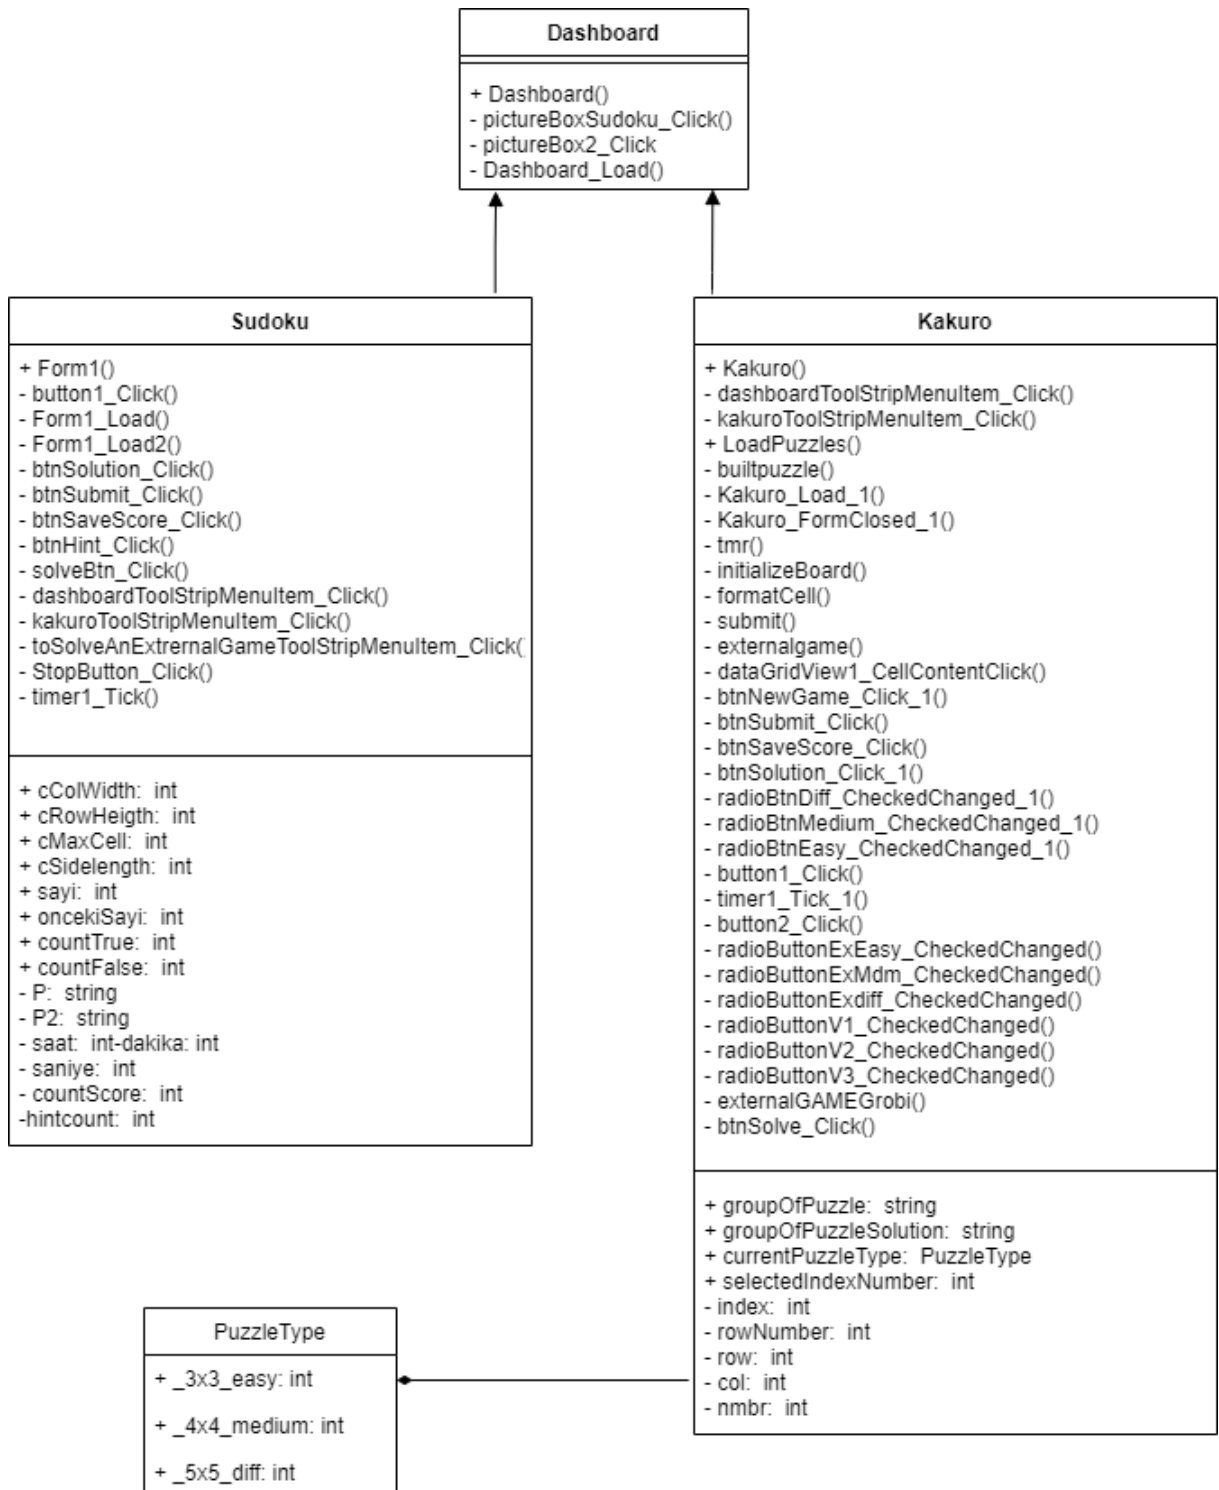 Dashboard
+ Dashboard()
- pictureBoxSudoku_Click()
- pictureBox2_Click
- Dashboard_Load()
Sudoku
+ Form1()
- button1_Click()
- Form1_Load()
- Form1_Load2()
- btnSolution_Click()
- btnSubmit_Click()
- btnSaveScore_Click()
- btnHint_Click()
- solveBtn_Click()
- dashboardToolStripMenuItem_Click()
- kakuroToolStripMenuItem_Click()
- toSolveAnExtrernalGameToolStripMenuItem_Click(
- StopButton_Click()
- timer1_Tick()
+ cColWidth: int
+ cRowHeigth: int
+ cMaxCell: int
+ cSidelength: int
+ sayi: int
+ oncekiSayi: int
+ countTrue: int
+ countFalse: int
- P: string
- P2: string
- saat: int-dakika: int
- saniye: int
- countScore: int
-hintcount: int
Kakuro
+ Kakuro()
- dashboardToolStripMenuItem_Click()
- kakuroToolStripMenuItem_Click()
+ LoadPuzzles()
- builtpuzzle()
- Kakuro_Load_1()
- Kakuro_FormClosed_1()
- tmr()
- initializeBoard()
- formatCell()
- submit()
- externalgame()
- dataGridView1_CellContentClick()
- btnNewGame_Click_1()
- btnSubmit_Click()
- btnSaveScore_Click()
- btnSolution_Click_1()
- radioBtnDiff_CheckedChanged_1()
- radioBtnMedium_CheckedChanged_1()
- radioBtnEasy_CheckedChanged_1()
- button1_Click()
- timer1_Tick_1()
- button2_Click()
- radioButtonExEasy_CheckedChanged()
- radioButtonExMdm_CheckedChanged()
- radioButtonExdiff_CheckedChanged()
- radioButtonV1_CheckedChanged()
- radioButtonV2_CheckedChanged()
- radioButtonV3_CheckedChanged()
- externalGAMEGrobi()
- btnSolve_Click()
+ groupOfPuzzle: string
+ groupOfPuzzleSolution: string
+ currentPuzzleType: PuzzleType
+ selectedIndexNumber: int
- index: int
- rowNumber: int
- row: int
- col: int
- nmbr: int
PuzzleType
+ _3x3_easy: int
+ _4x4_medium: int
+ _5x5_diff: int